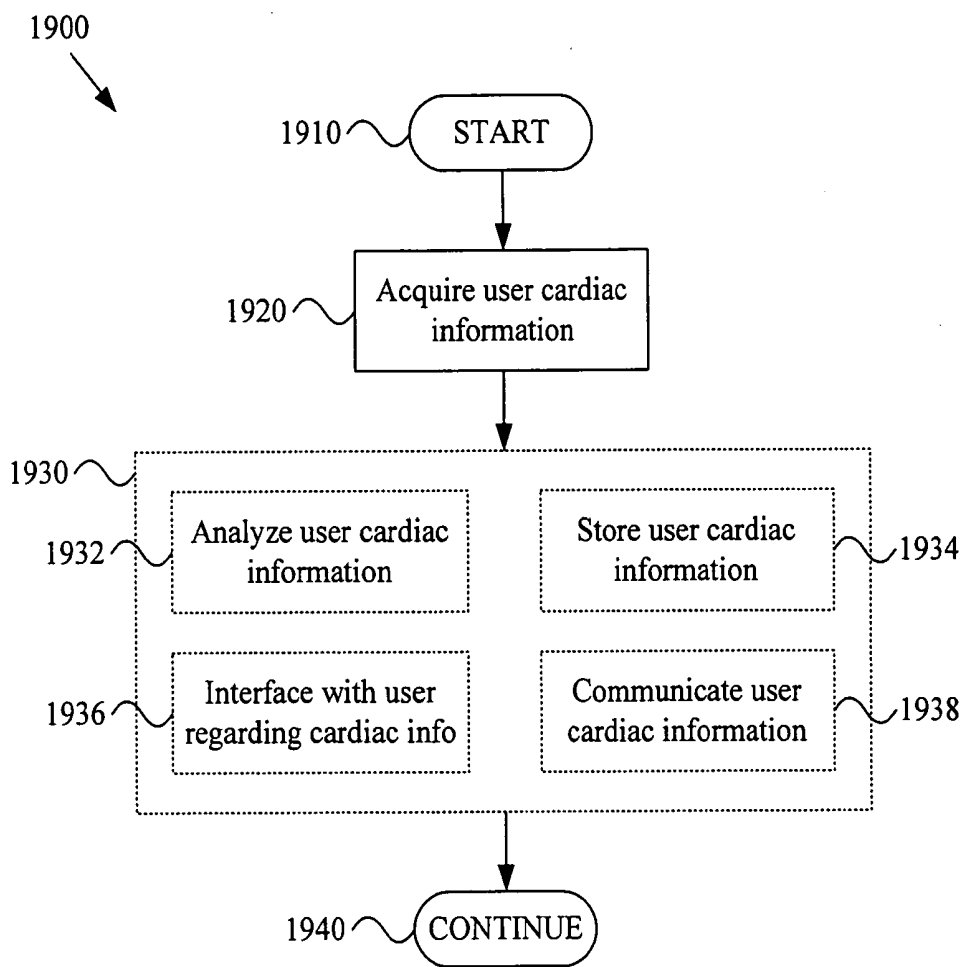 1900
1910
START
1920
Acquire user cardiac
information
1930
1932
Analyze user cardiac
information
Store user cardiac
information
1934
1936
Interface with user
regarding cardiac info
Communicate user
cardiac information
1938
1940
CONTINUE